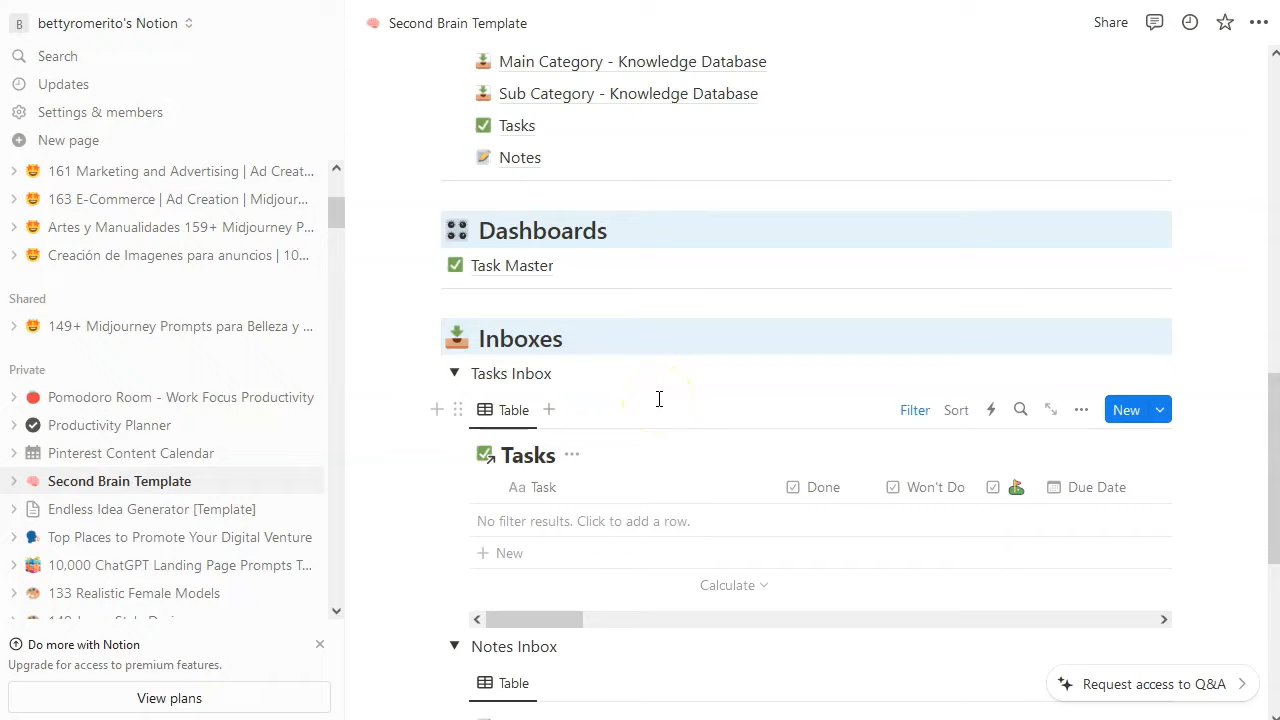 B bettyromerito's Notion
Search
Updates
Settings & members
New page
161 Marketing and Advertising | Ad Creat...
163 E-Commerce | Ad Creation | Midjour...
Artes y Manualidades 159+ Midjourney P...
Creación de Imagenes para anuncios | 10...
Shared
149+ Midjourney Prompts para Belleza y ...
Private
Pomodoro Room - Work Focus Productivity
Productivity Planner
Pinterest Content Calendar
Second Brain Template
Endless Idea Generator [Template]
Top Places to Promote Your Digital Venture
10,000 ChatGPT Landing Page Prompts T...
133 Realistic Female Models
Do more with Notion
Upgrade for access to premium features.
View plans
Second Brain Template
Share
Main Category - Knowledge Database
Sub Category - Knowledge Database
Tasks
Notes
Dashboards
Task Master
Inboxes
Tasks Inbox
Table
Filter Sort New
Tasks
Aa Task Done Won't Do Due Date
No filter results. Click to add a row.
New
Calculate
Notes Inbox
Table
Request access to Q&A